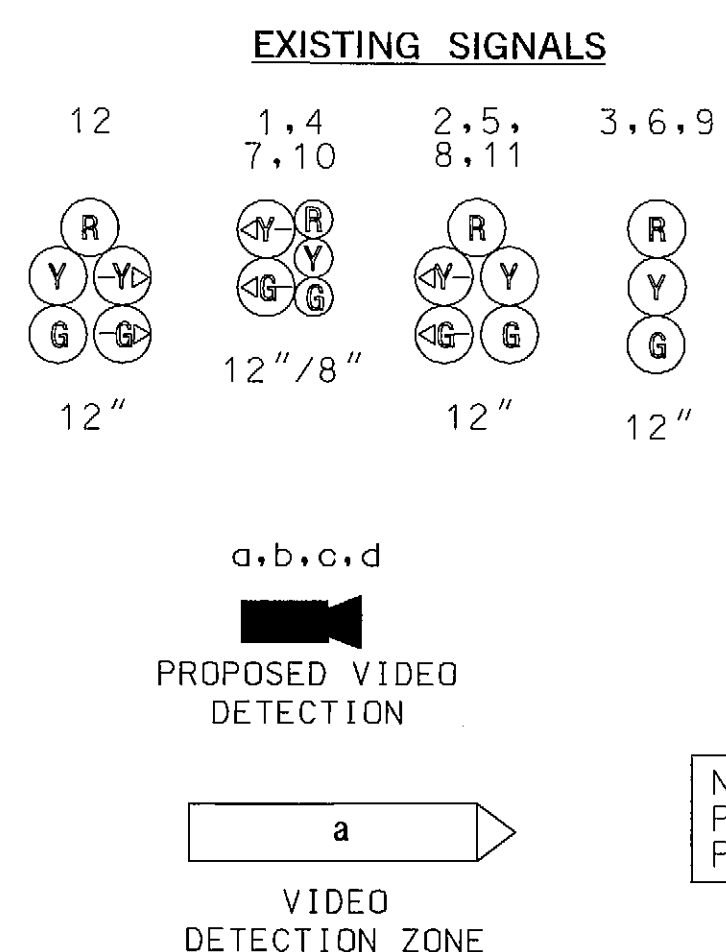 EXISTING SIGNALS
12
1,4
7,10
2,5,
8,11
3,6,9
R
Y Y
G G
12"
Y R
Y
G G
12"/8"
R
Y Y
G G
12"
R
Y
G
12"
a,b,c,d
PROPOSED VIDEO
DETECTION
a
VIDEO
DETECTION ZONE
N
P
P